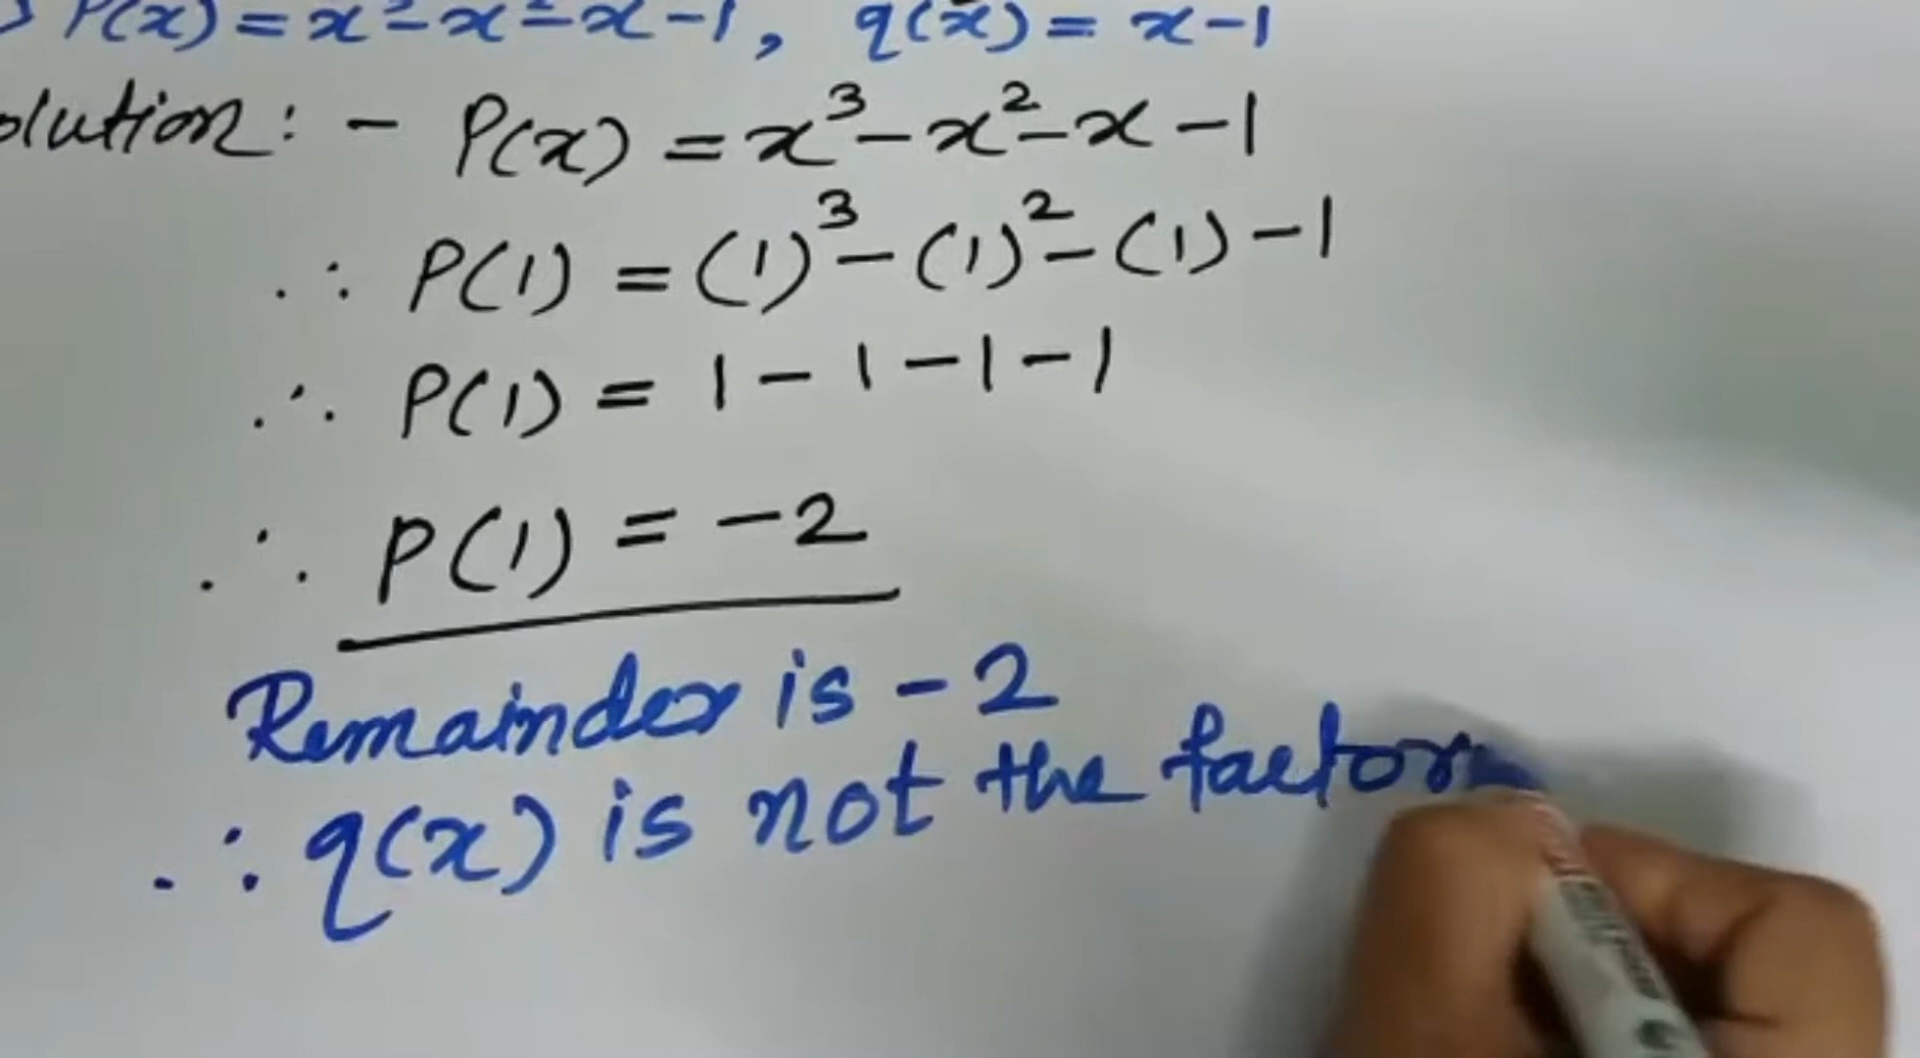 P(x) = x³ - x² - x - 1, q(x) = x - 1
olution : - P(x) = x³ - x² - x - 1
∴ P(1) = (1)³ - (1)² - (1) - 1
∴ P(1) = 1 - 1 - 1 - 1
∴ P(1) = -2
Remainder is - 2
∴ q(x) is not the factor